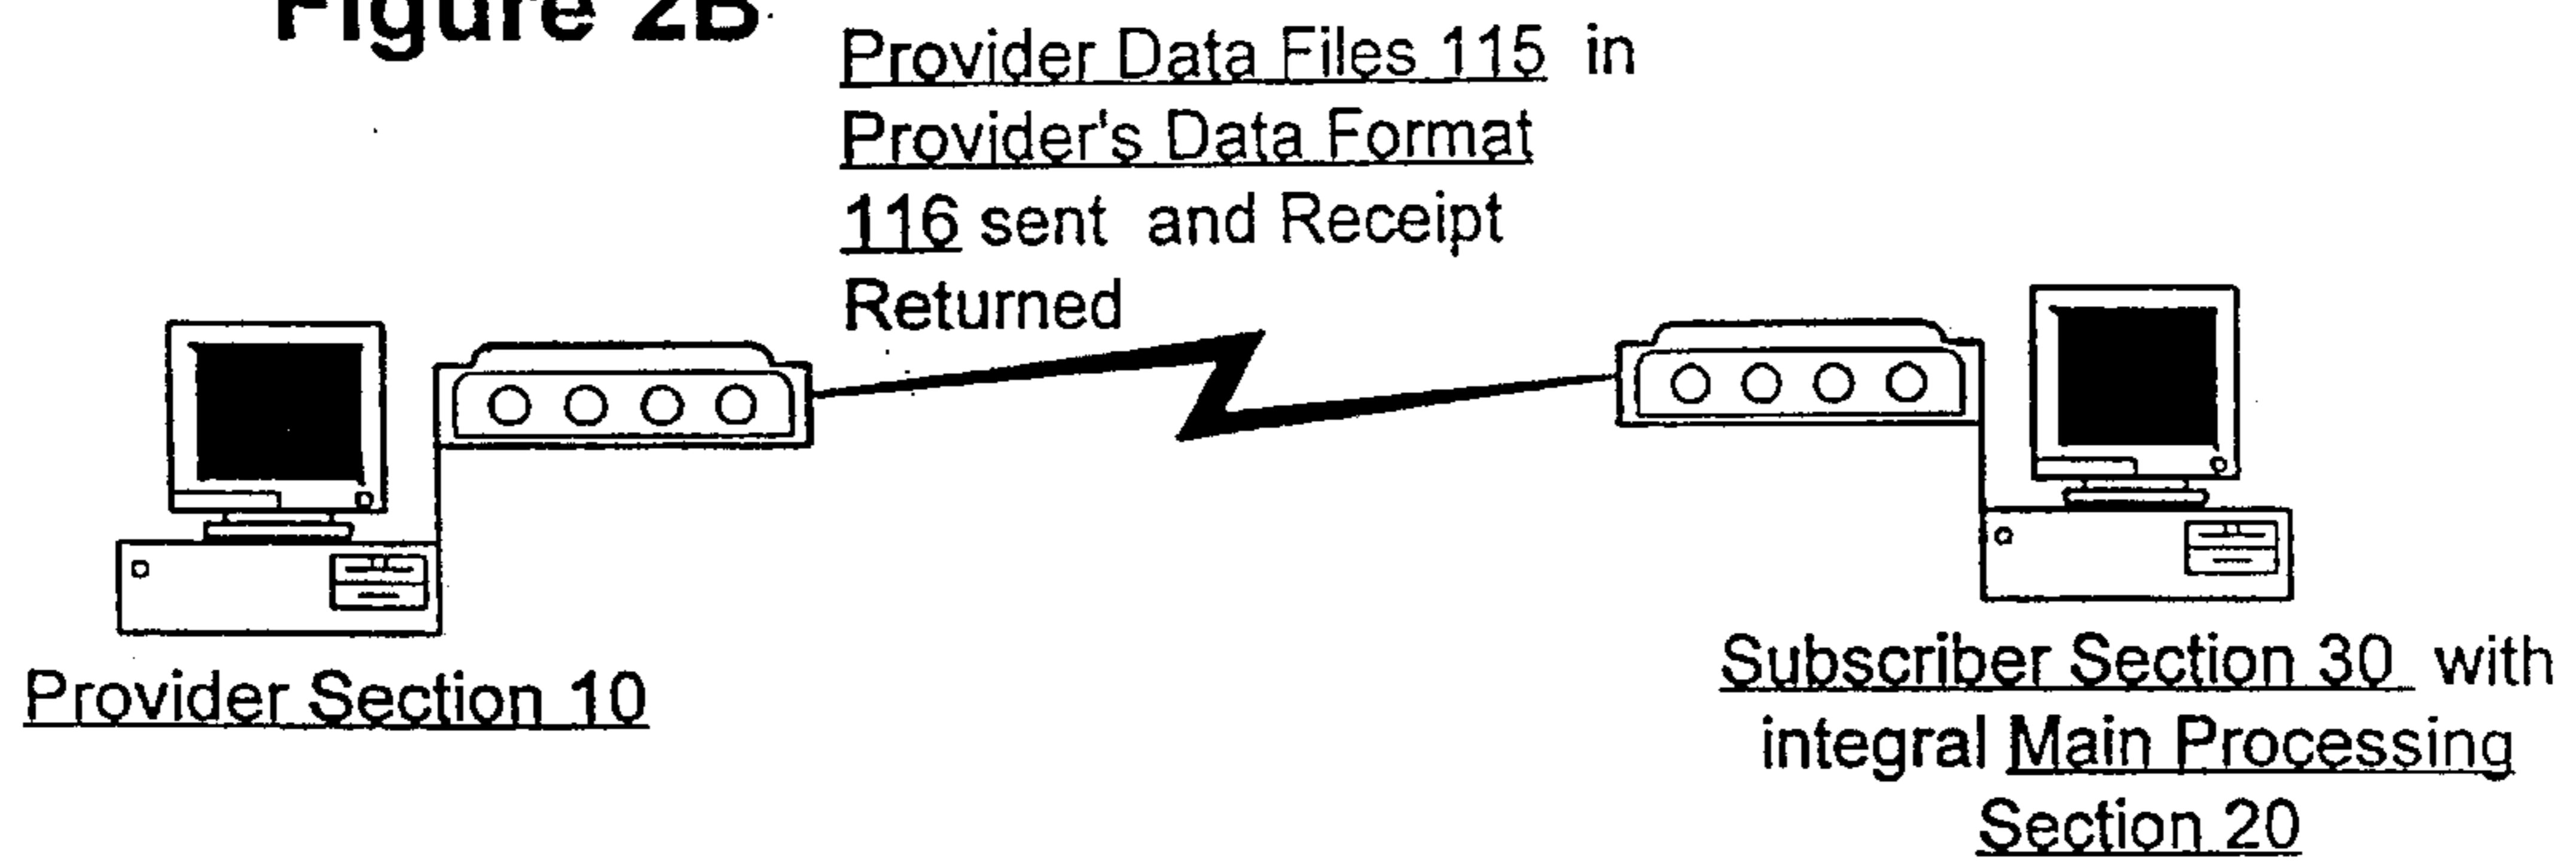 Figure 2B
Provider Data Files 115 in
Provider's Data Format
116 sent and Receipt
Returned
Provider Section 10
Subscriber Section 30 with
integral Main Processing
Section 20